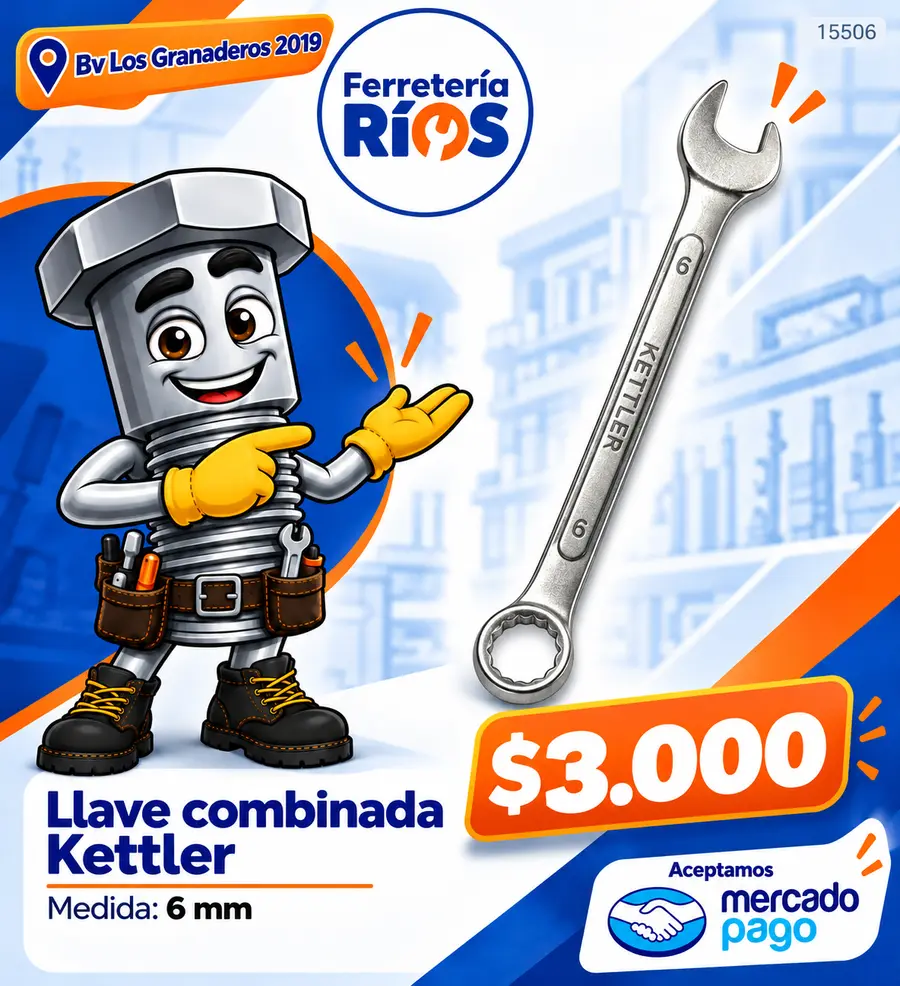 Bv Los Granaderos 2019
Ferretería
RÍOS
15506
6
KETTLER
6
$3.000
Llave combinada
Kettler
Medida: 6 mm
Aceptamos
mercado
pago